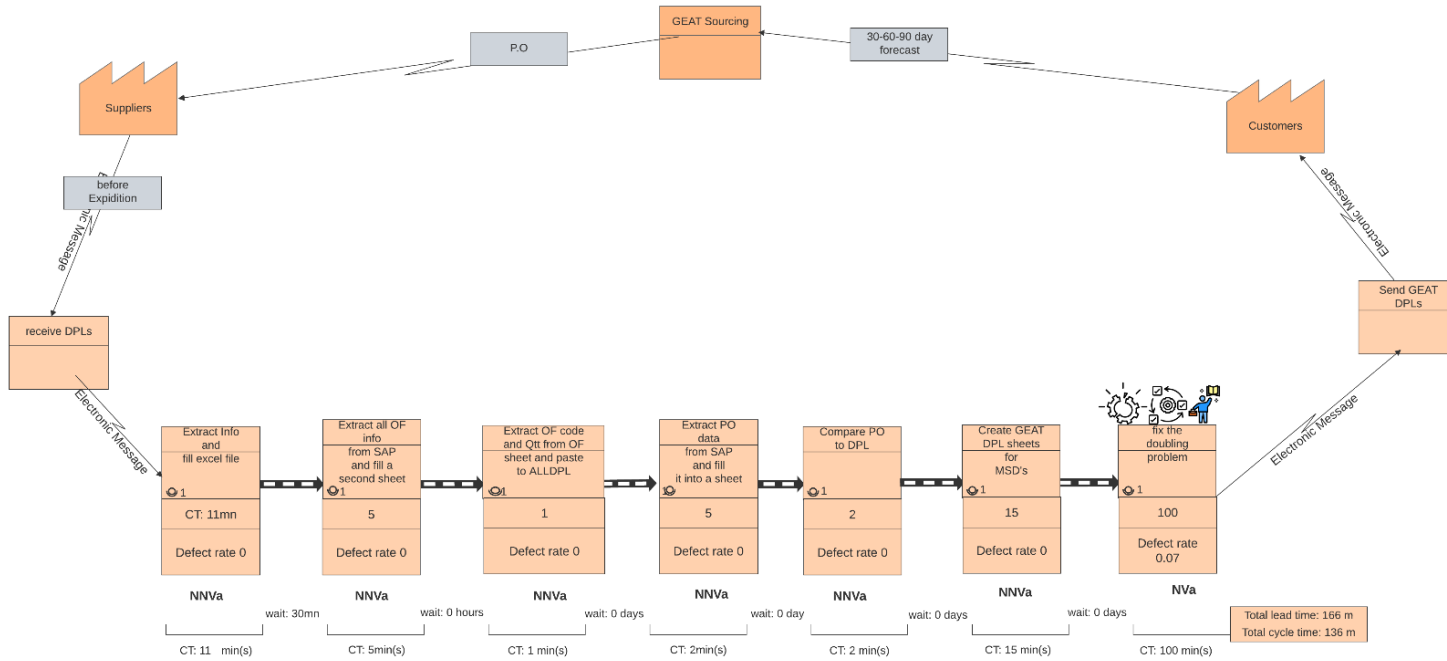 GEAT Sourcing
P.O
30-60-90 day
forecast
Suppliers
Customers
before
Expidition
Message
Electronic Message
receive DPLs
Send GEAT
DPLs
Electronic Message
Electronic Message
Extract Info
and
fill excel file
1
CT: 11mn
Defect rate 0
Extract all OF
info
from SAP
and fill a
second sheet
1
5
Defect rate 0
Extract OF code
and Qtt from OF
sheet and paste
to ALLDPL
1
1
Defect rate 0
Extract PO
data
from SAP
and fill
it into a sheet
1
5
Defect rate 0
Compare PO
to DPL
1
2
Defect rate 0
Create GEAT
DPL sheets
for
MSD's
1
15
Defect rate 0
fix the
doubling
problem
1
100
Defect rate
0.07
NNVa
NNVa
NNVa
NVa
NNVa
NNVa
NVa
wait: 30mn
wait: 0 hours
wait: 0 days
wait: 0 day
wait: 0 days
wait: 0 days
Total lead time: 166 m
Total cycle time: 136 m
CT: 11 min(s)
CT: 5min(s)
CT: 1 min(s)
CT: 2min(s)
CT: 2 min(s)
CT: 15 min(s)
CT: 100 min(s)